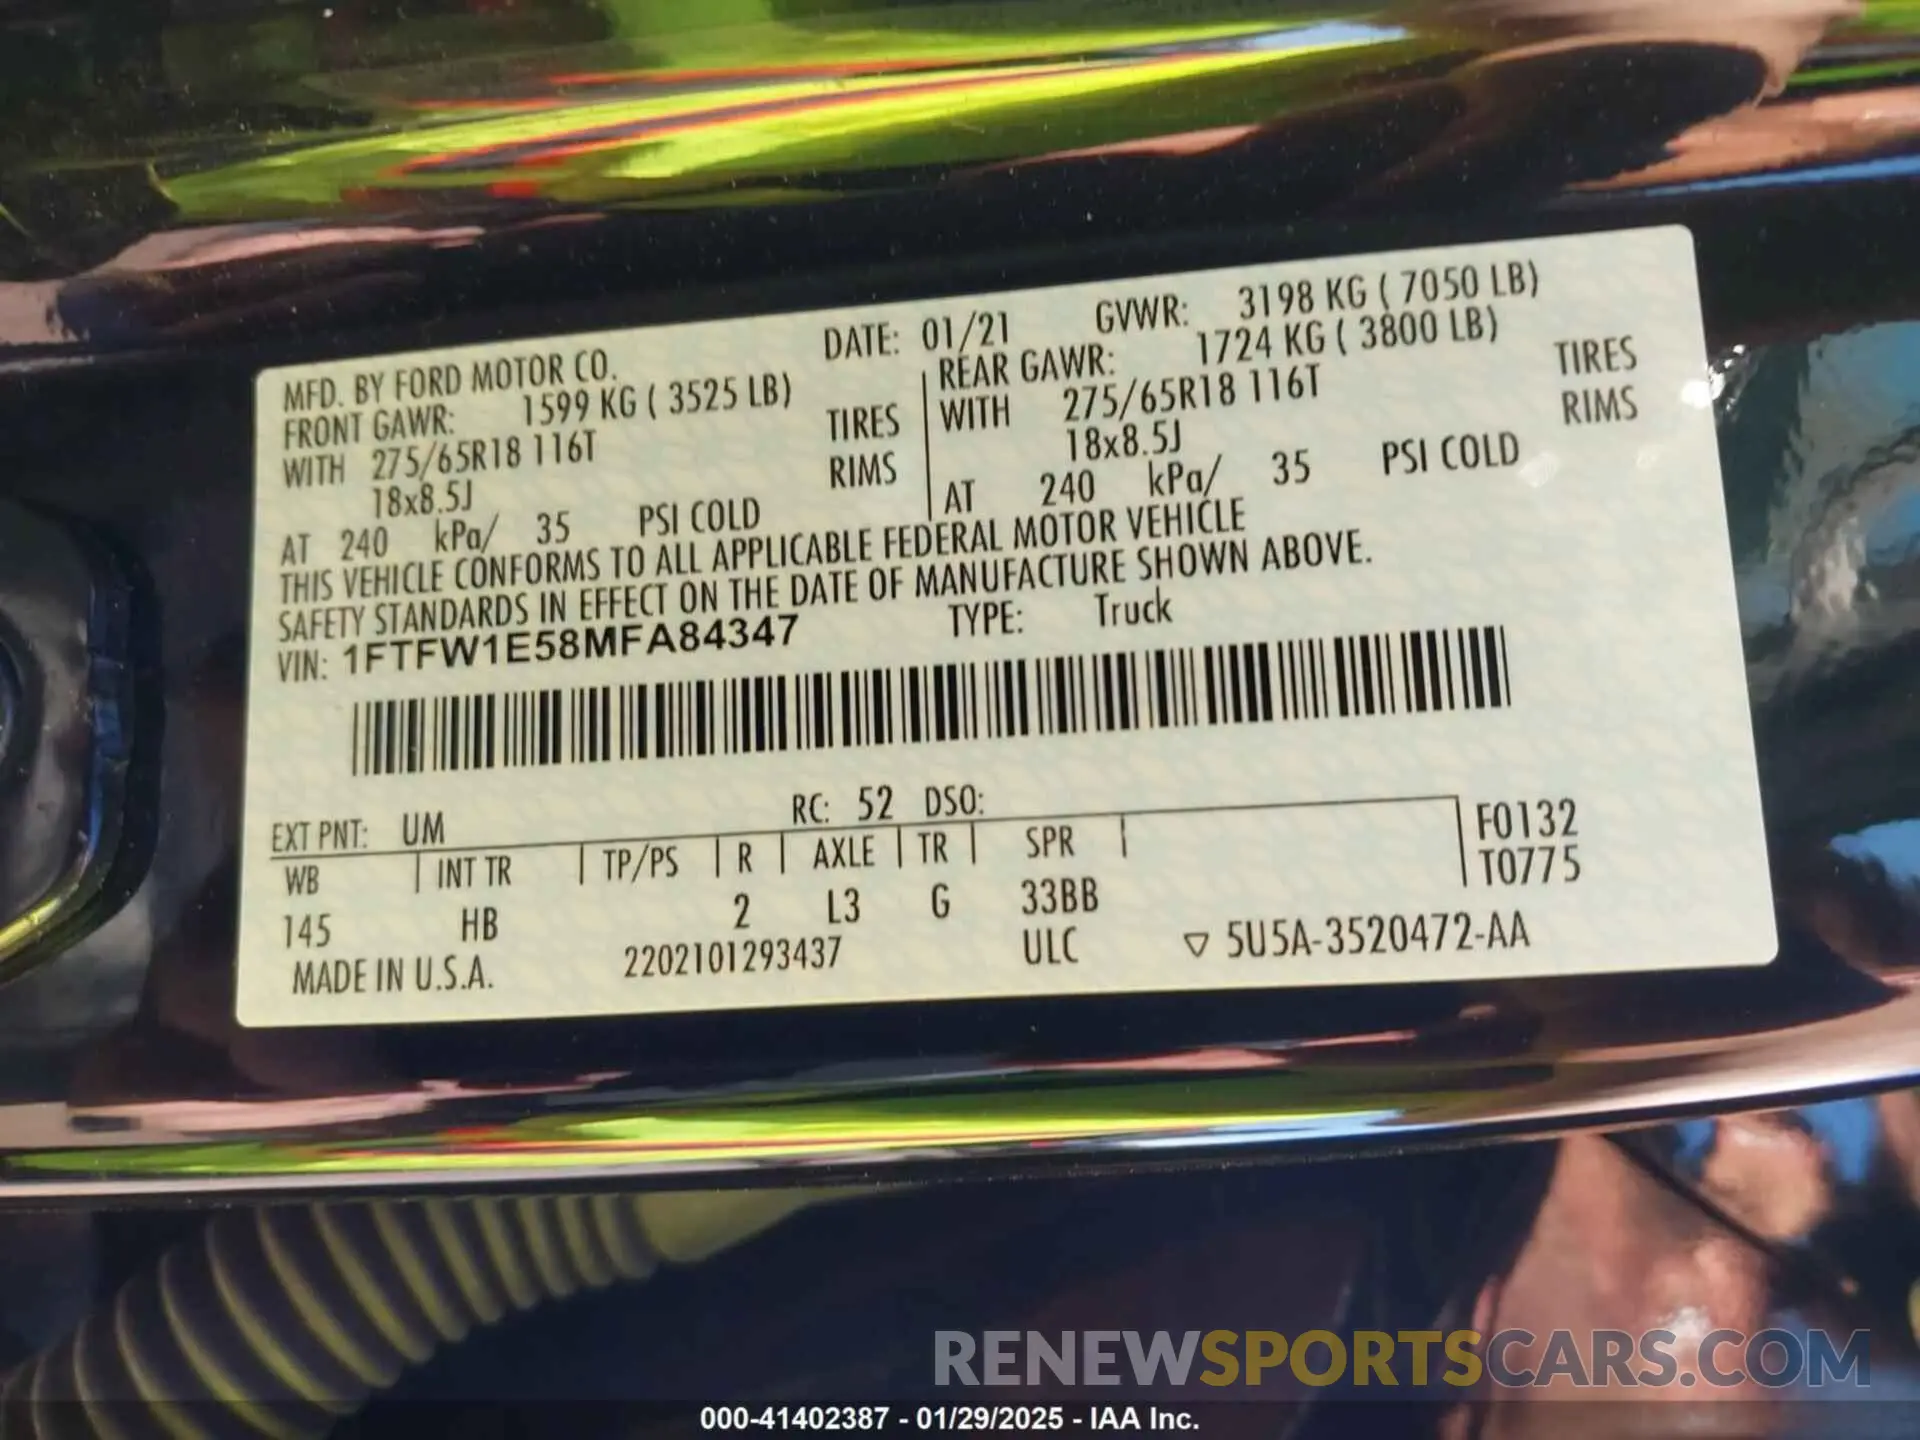 MFD. BY FORD MOTOR CO. DATE: 01/21 GVWR: 3198 KG ( 7050 LB)
FRONT GAWR: 1599 KG ( 3525 LB) REAR GAWR: 1724 KG ( 3800 LB)
WITH 275/65R18 116T TIRES WITH 275/65R18 116T TIRES
18x8.5J RIMS 18x8.5J RIMS
AT 240 kPa/ 35 PSI COLD AT 240 kPa/ 35 PSI COLD
THIS VEHICLE CONFORMS TO ALL APPLICABLE FEDERAL MOTOR VEHICLE
SAFETY STANDARDS IN EFFECT ON THE DATE OF MANUFACTURE SHOWN ABOVE.
VIN: 1FTFW1E58MFA84347 TYPE: Truck
EXT PNT: UM RC: 52 DSO:
WB INT TR TP/PS R AXLE TR SPR F0132
145 HB 2 L3 G 33BB T0775
MADE IN U.S.A. 2202101293437 ULC ▽ 5U5A-3520472-AA
RENEWSPORTSCARS.COM
000-41402387 - 01/29/2025 - IAA Inc.